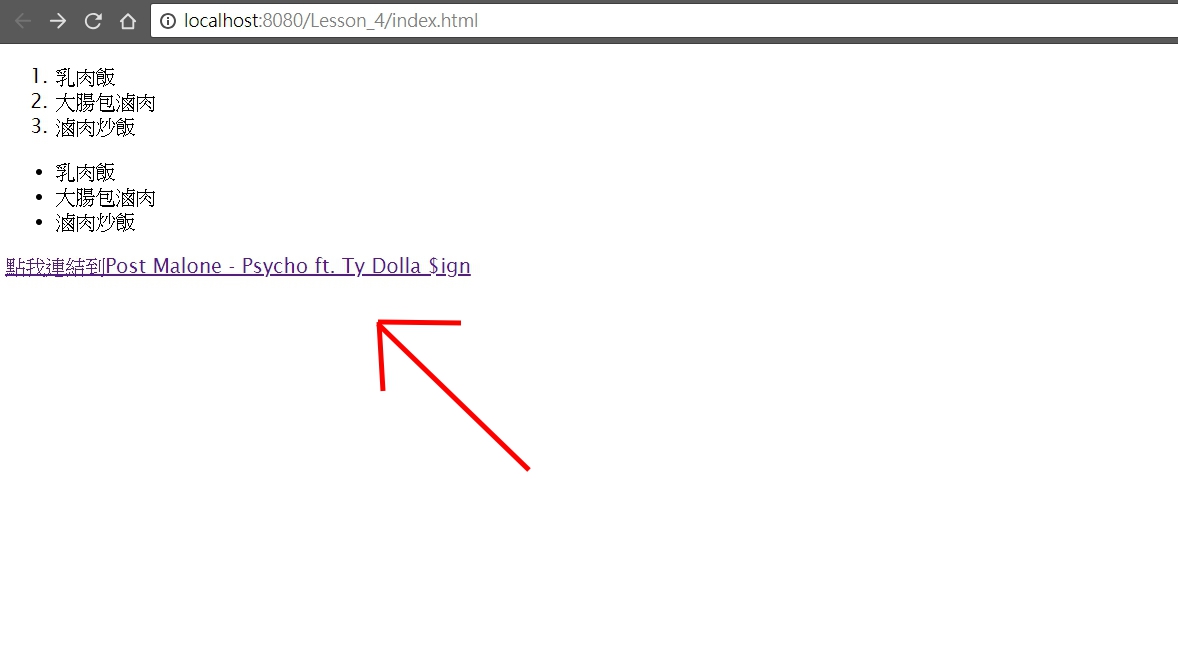 localhost:8080/Lesson_4/index.html
1. 乳肉飯
2. 大腸包滷肉
3. 滷肉炒飯
• 乳肉飯
• 大腸包滷肉
• 滷肉炒飯
點我連結到Post Malone - Psycho ft. Ty Dolla $ign